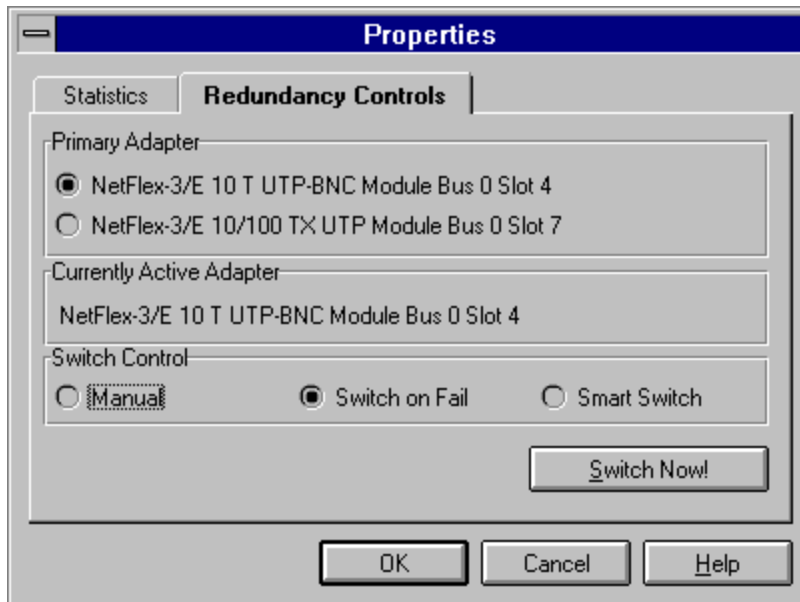 Properties
Statistics Redundancy Controls
Primary Adapter
NetFlex-3/E 10 T UTP-BNC Module Bus 0 Slot 4
NetFlex-3/E 10/100 TX UTP Module Bus 0 Slot 7
Currently Active Adapter
NetFlex-3/E 10 T UTP-BNC Module Bus 0 Slot 4
Switch Control
Manual Switch on Fail Smart Switch
Switch Now!
OK Cancel Help